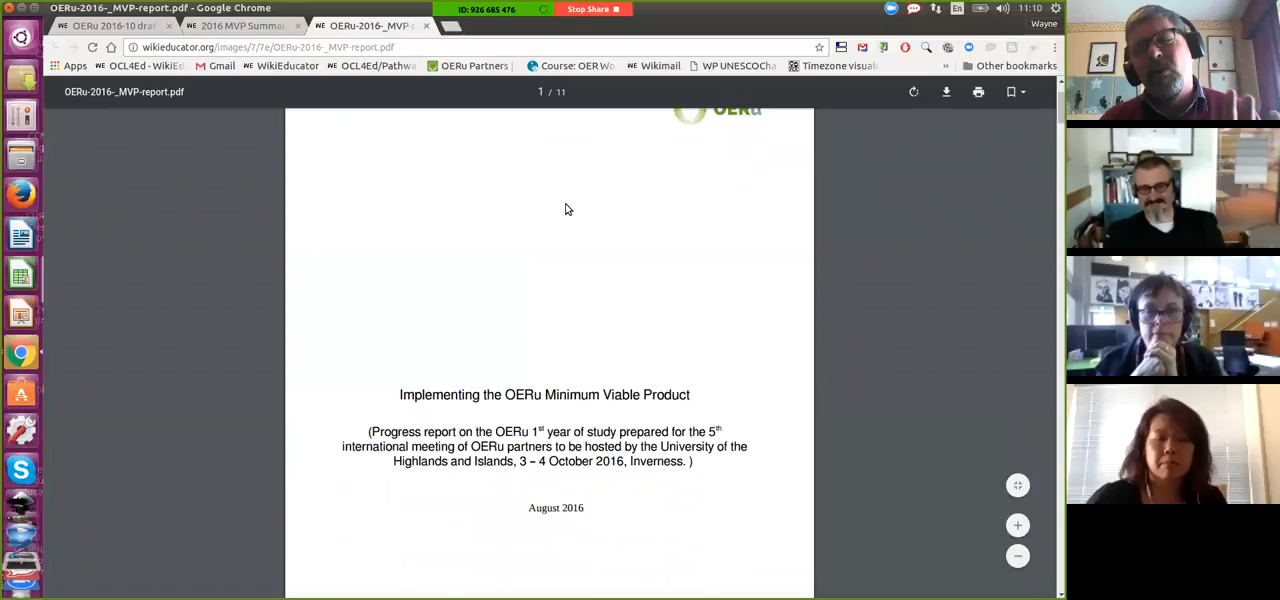 OERu-2016-_MVP-report.pdf - Google Chrome
ID: 926 685 476
Stop Share
En
11:10
OERu 2016-10 draf
2016 MVP Summar
OERu-2016-_MVP-r
Wayne
wikieducator.org/images/7/7e/OERu-2016-_MVP-report.pdf
Apps
OCL4Ed - WikiEd
Gmail
WikiEducator
OCL4Ed/Pathwa
OERu Partners
Course: OER Wo
Wikimail
WP UNESCOCha
Timezone visual
»
Other bookmarks
OERu-2016-_MVP-report.pdf
1 / 11
OERu
Implementing the OERu Minimum Viable Product
(Progress report on the OERu 1st year of study prepared for the 5th
international meeting of OERu partners to be hosted by the University of the
Highlands and Islands, 3 – 4 October 2016, Inverness. )
August 2016